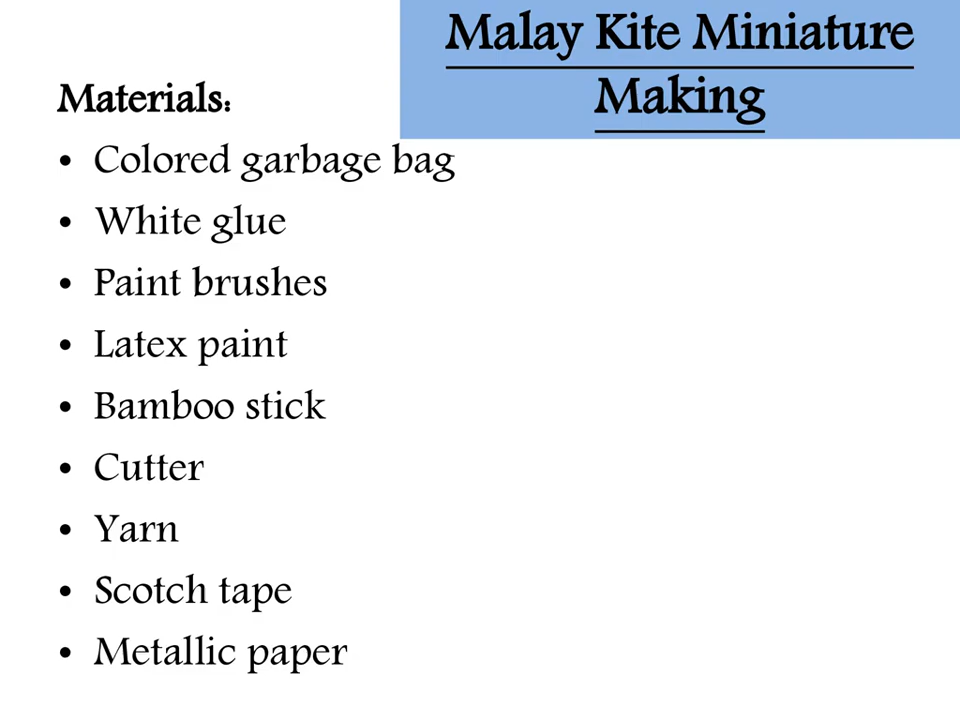 Malay Kite Miniature
Making
Materials:
• Colored garbage bag
• White glue
• Paint brushes
• Latex paint
• Bamboo stick
• Cutter
• Yarn
• Scotch tape
• Metallic paper